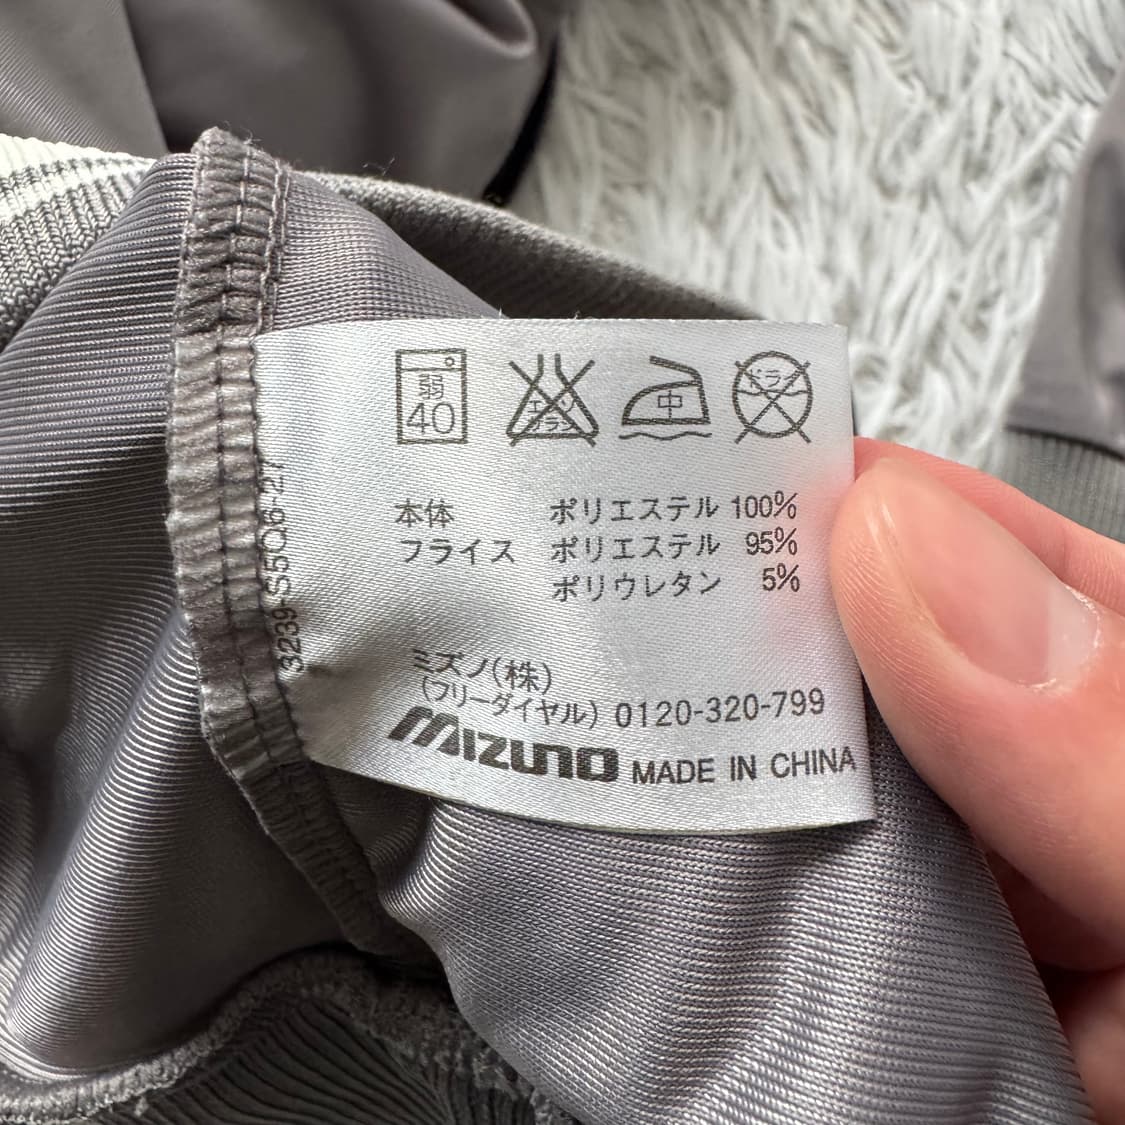 弱
40
エンソ
サラシ
中
ドライ
本体 ポリエステル 100%
フライス ポリエステル 95%
ポリウレタン 5%
ミズノ(株)
(フリーダイヤル) 0120-320-799
MIZUNO MADE IN CHINA
3239-S5Q6-27